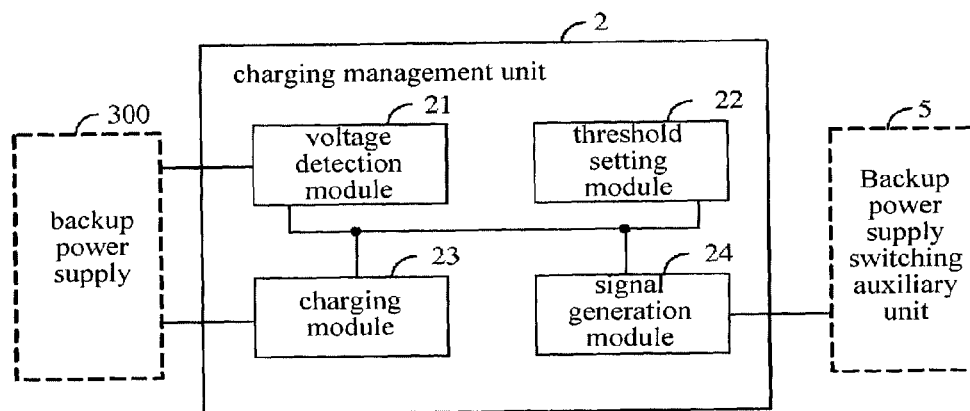 2
charging management unit
300
21
22
5
voltage
detection
module
threshold
setting
module
backup
power
supply
Backup
power
supply
switching
auxiliary
unit
23
24
charging
module
signal
generation
module